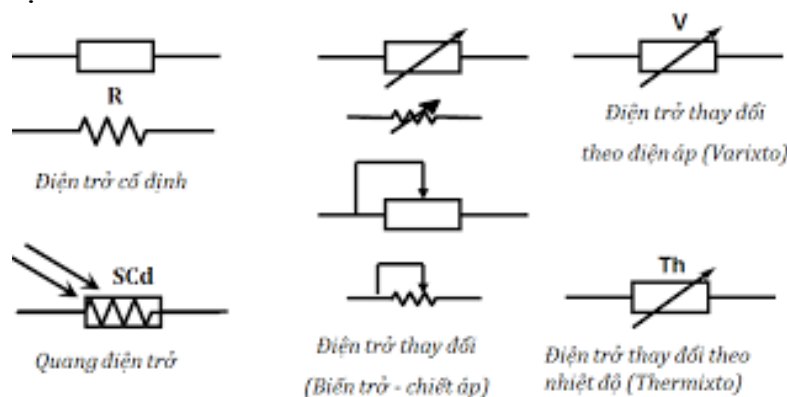 R
Điện trở cố định
SCd
Quang điện trở
Điện trở thay đổi
(Biến trở - chiết áp)
V
Điện trở thay đổi
theo điện áp (Varixto)
Th
Điện trở thay đổi theo
nhiệt độ (Thermixto)